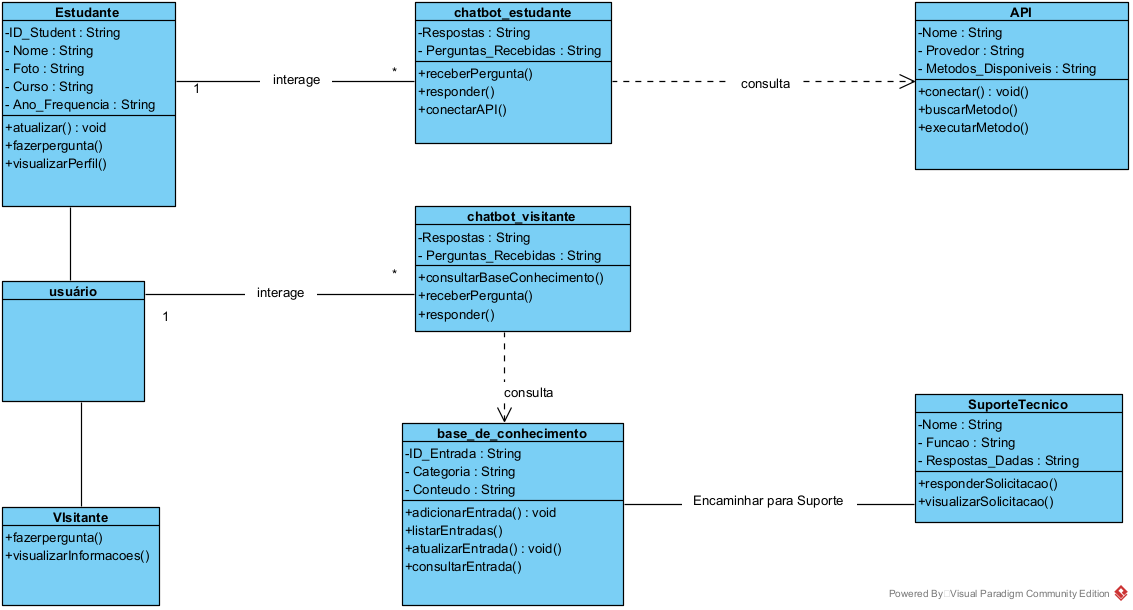 Estudante
-ID_Student : String
- Nome : String
- Foto : String
- Curso : String
- Ano_Frequencia : String
+atualizar() : void
+fazerpergunta()
+visualizarPerfil()
1
interage
*
chatbot_estudante
-Respostas : String
- Perguntas_Recebidas : String
+receberPergunta()
+responder()
+conectarAPI()
consulta
API
-Nome : String
- Provedor : String
- Metodos_Disponiveis : String
+conectar() : void()
+buscarMetodo()
+executarMetodo()
usuário
1
interage
*
chatbot_visitante
-Respostas : String
- Perguntas_Recebidas : String
+consultarBaseConhecimento()
+receberPergunta()
+responder()
consulta
VIsitante
+fazerpergunta()
+visualizarInformacoes()
base_de_conhecimento
-ID_Entrada : String
- Categoria : String
- Conteudo : String
+adicionarEntrada() : void
+listarEntradas()
+atualizarEntrada() : void()
+consultarEntrada()
Encaminhar para Suporte
SuporteTecnico
-Nome : String
- Funcao : String
- Respostas_Dadas : String
+responderSolicitacao()
+visualizarSolicitacao()
Powered By Visual Paradigm Community Edition